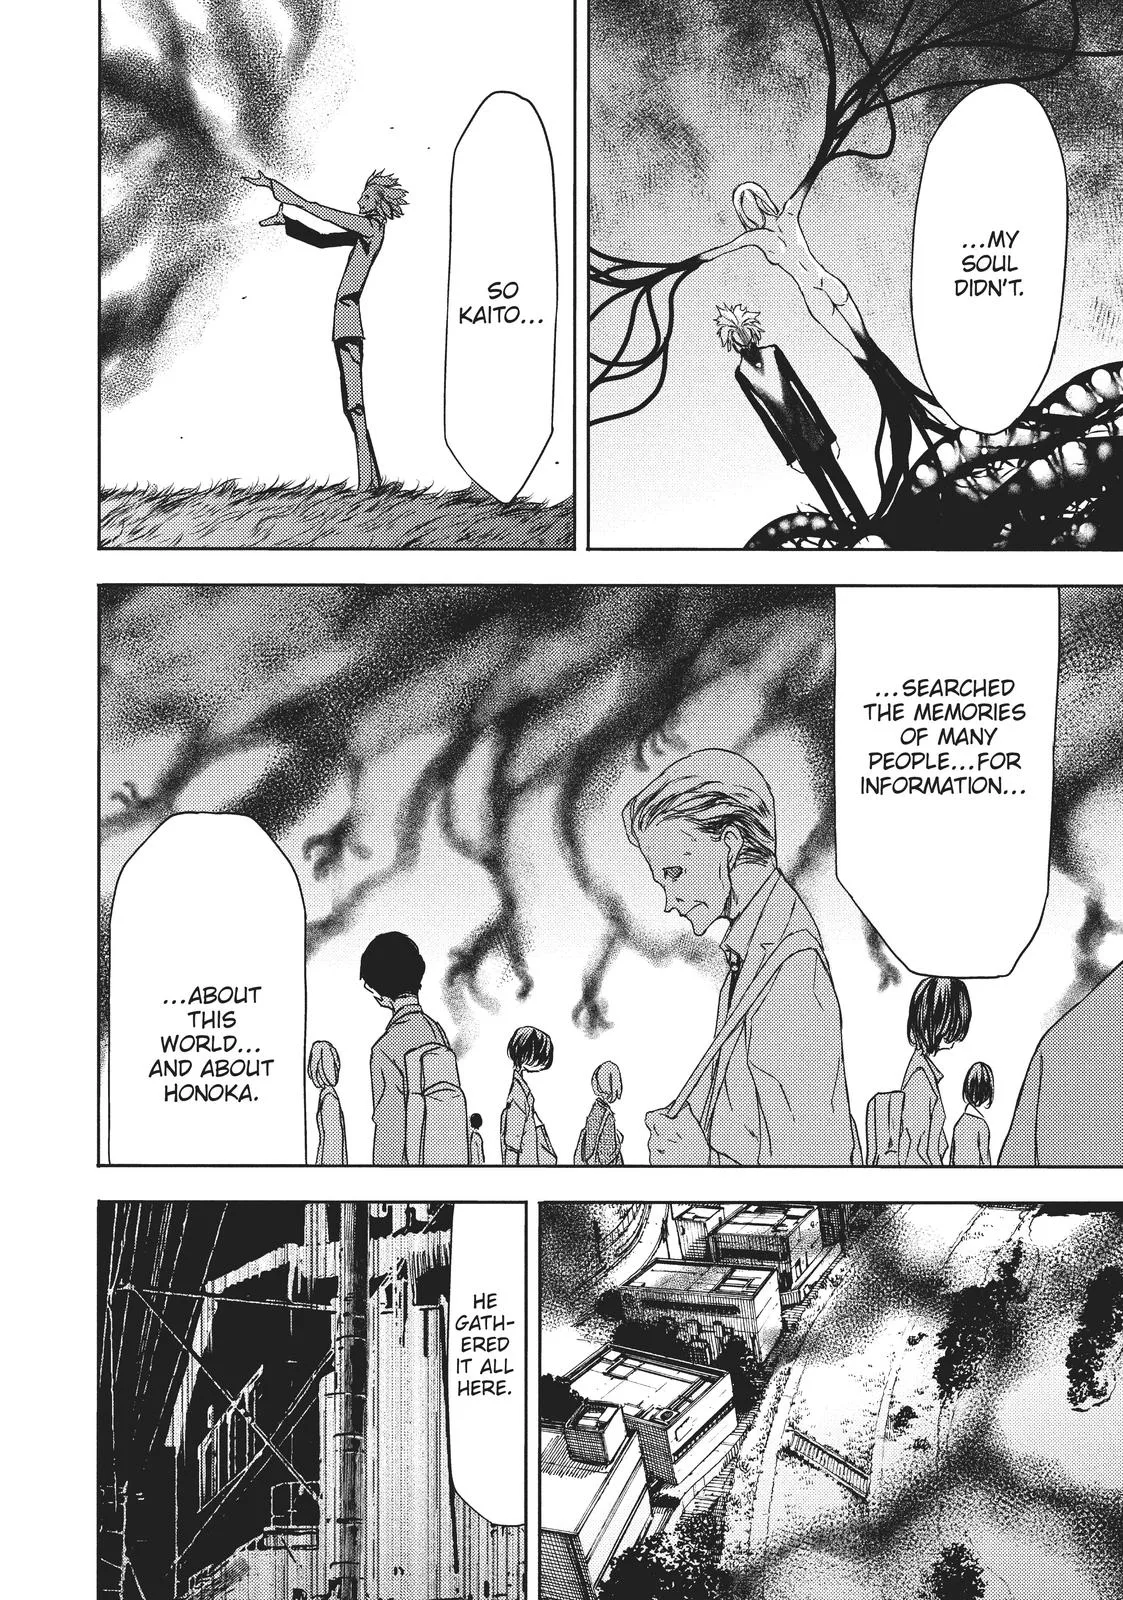 ...MY
SOUL
DIDN'T.
SO
KAITO...
...SEARCHED
THE MEMORIES
OF MANY
PEOPLE...FOR
INFORMATION...
...ABOUT
THIS
WORLD...
AND ABOUT
HONOKA.
HE
GATH-
ERED
IT ALL
HERE.